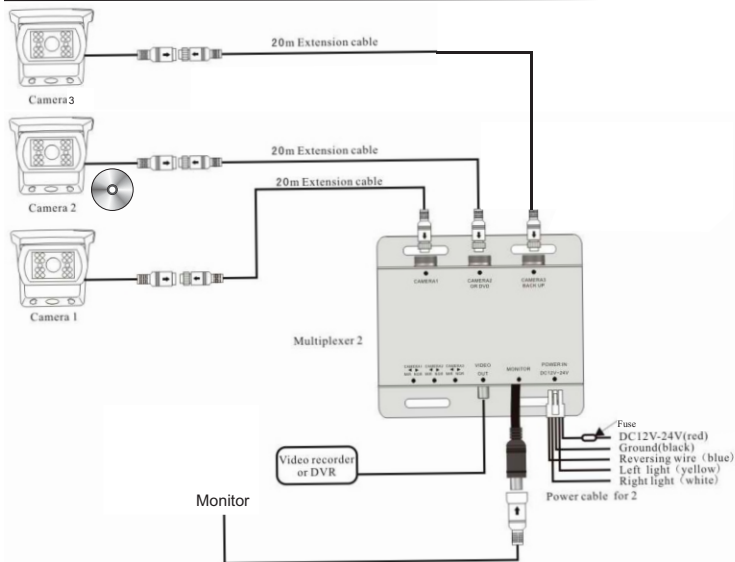 20m Extension cable
Camera 3
20m Extension cable
Camera 2
20m Extension cable
Camera 1
CAMERA1
CAMERA2
OR DVD
CAMERA3
BACK UP
Multiplexer 2
VIDEO
OUT
MONITOR
POWER IN
DC12V~24V
Fuse
DC12V-24V(red)
Ground(black)
Reversing wire (blue)
Left light (yellow)
Right light (white)
Power cable for 2
Video recorder
or DVR
Monitor